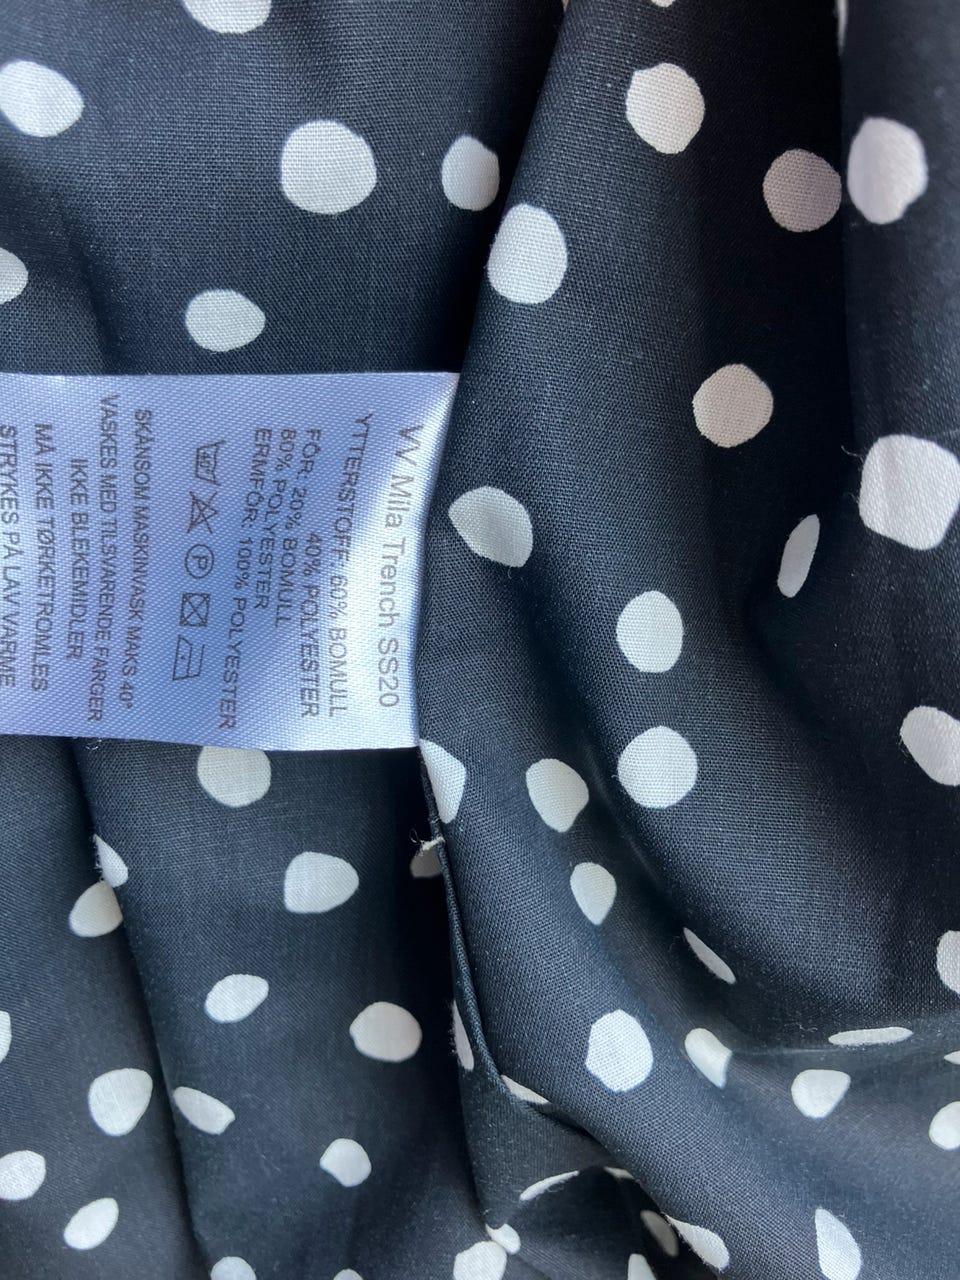 W Mila Trench SS20
YTTERSTOFF: 60% BOMULL
40% POLYESTER
FÔR: 20% BOMULL
80% POLYESTER
ERMFÔR: 100% POLYESTER
SKÅNSOM MASKINVASK MAKS 40°
VASKES MED TILSVARENDE FARGER
IKKE BLEKEMIDLER
MÅ IKKE TØRKETROMLES
STRYKES PÅ LAV VARME